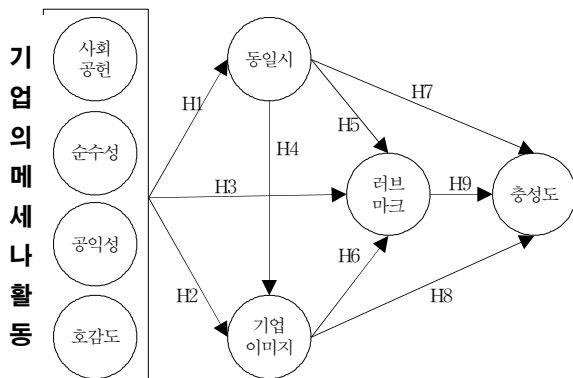 기업의메세나활동
사회
공헌
순수성
공익성
호감도
동일시
기업
이미지
러브
마크
충성도
H1
H2
H3
H4
H5
H6
H7
H8
H9